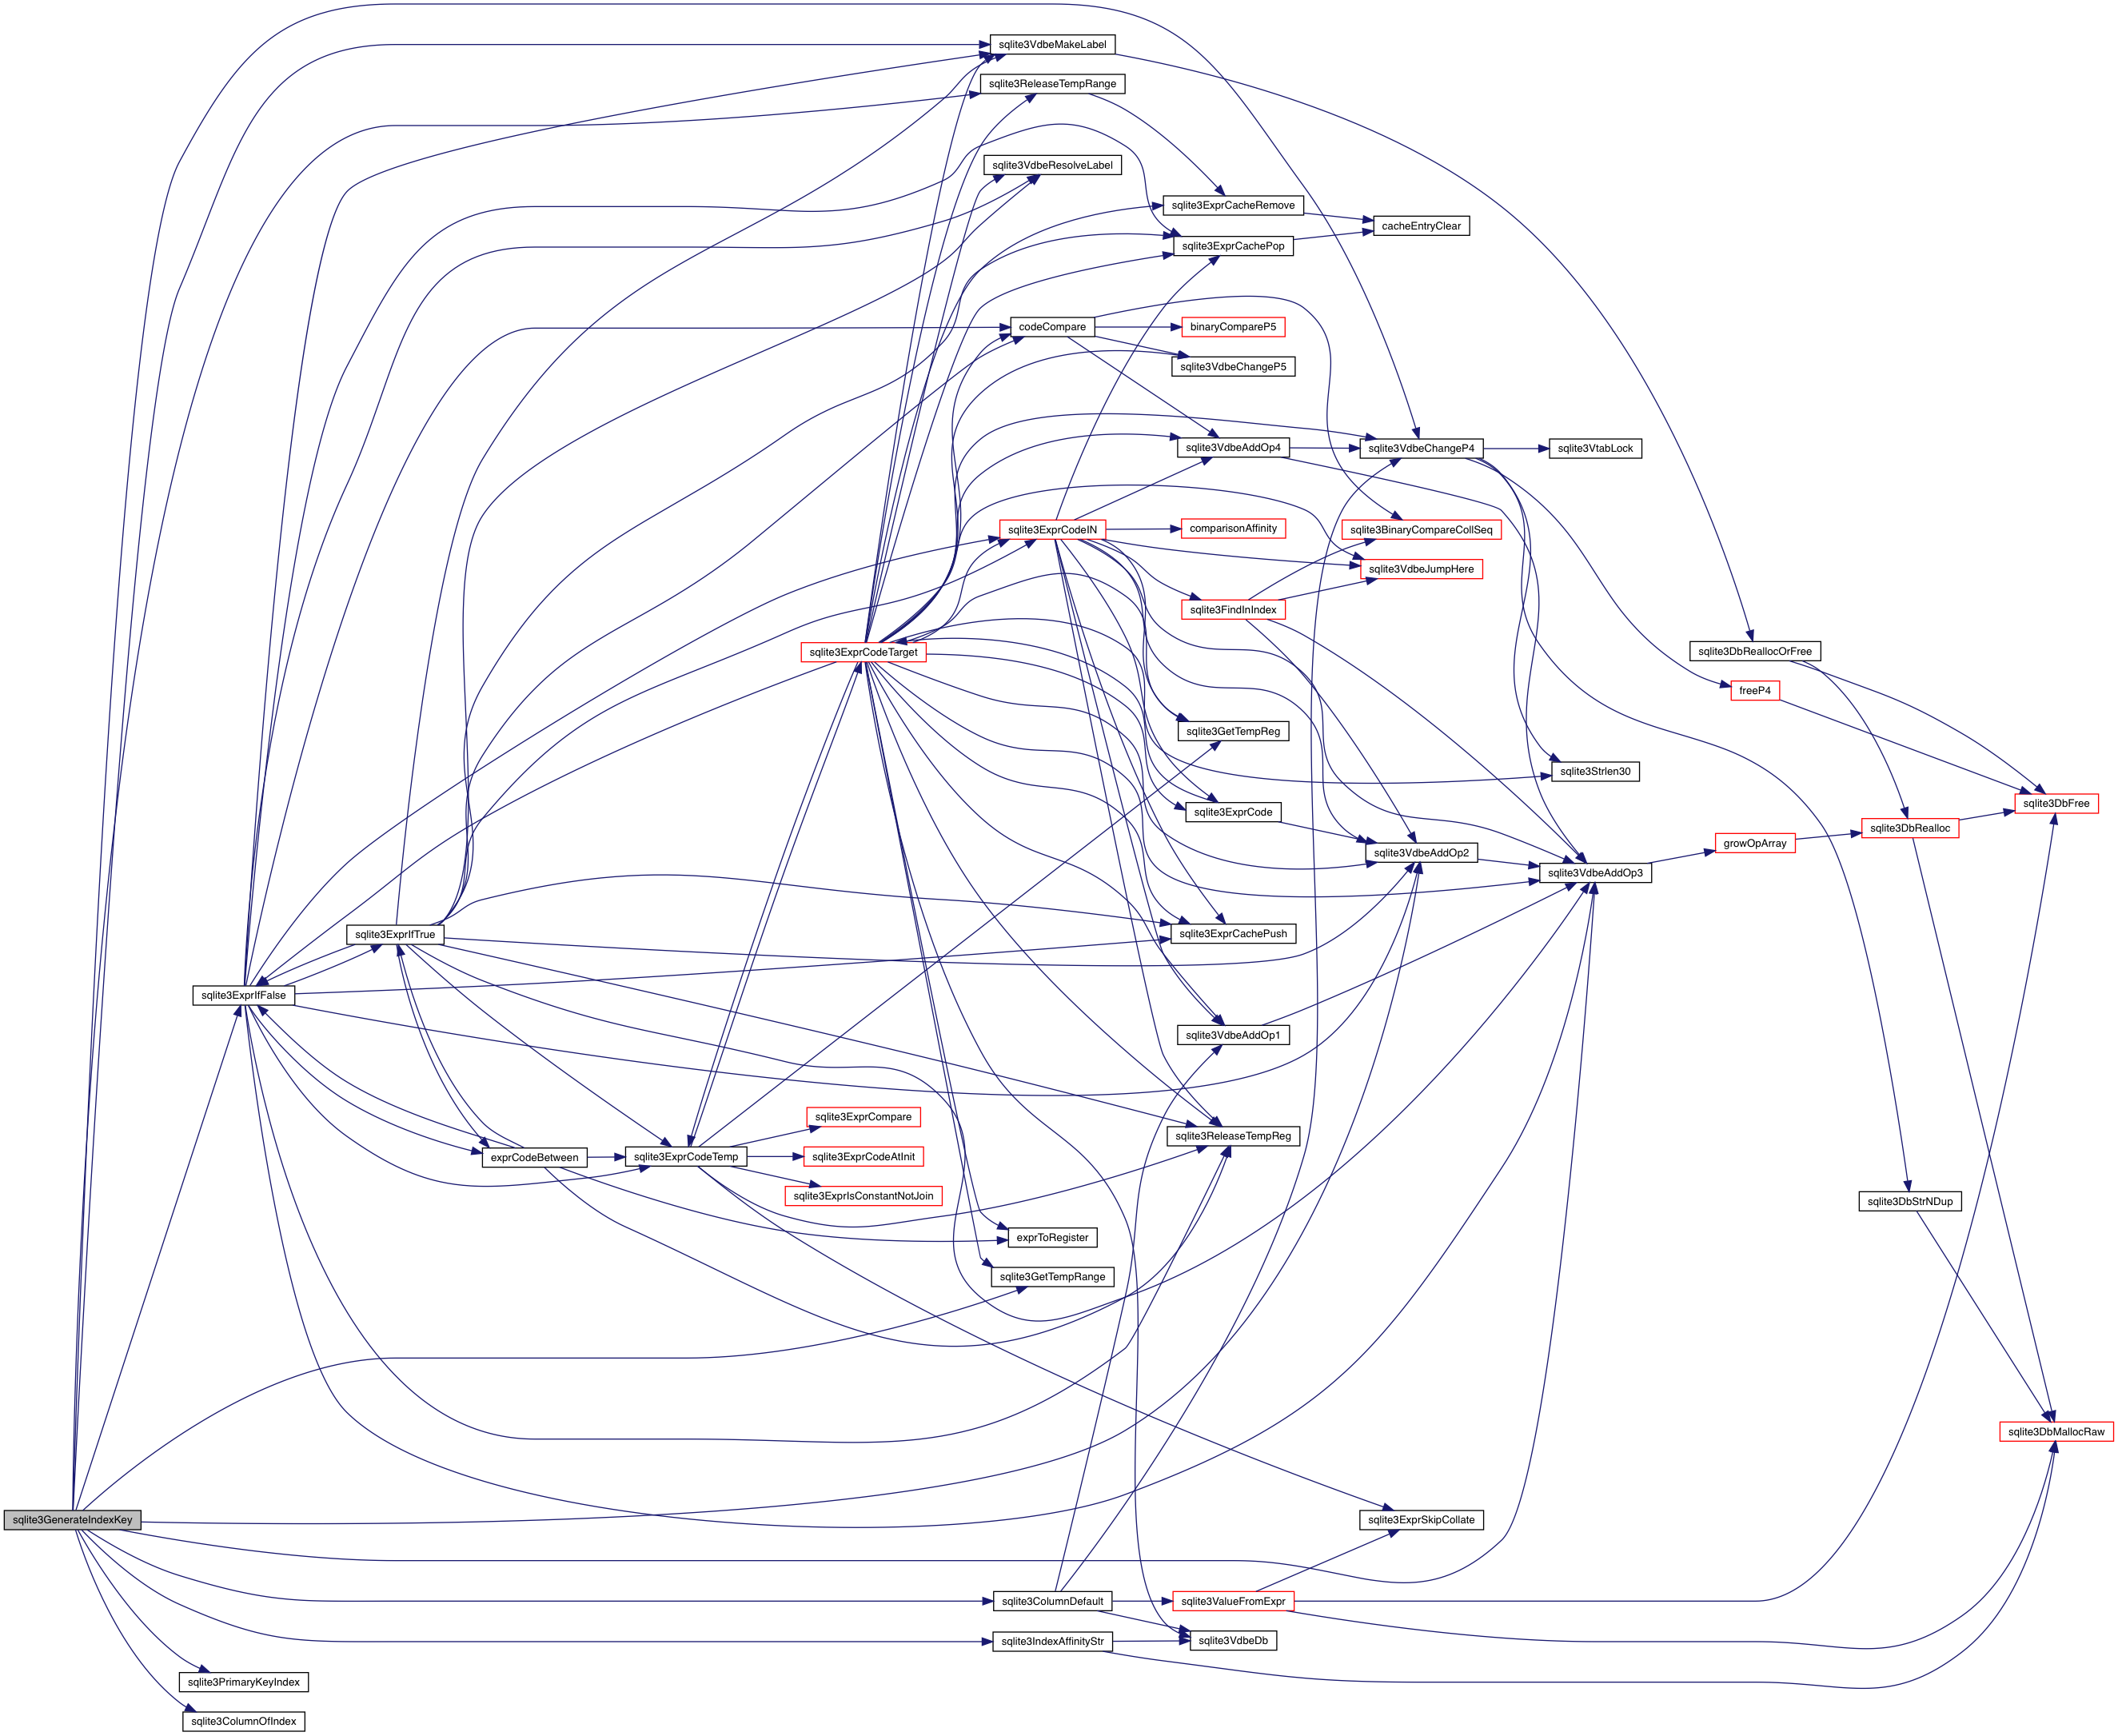 sqlite3VdbeMakeLabel
sqlite3ReleaseTempRange
sqlite3VdbeResolveLabel
sqlite3ExprCacheRemove
cacheEntryClear
sqlite3ExprCachePop
codeCompare
binaryCompareP5
sqlite3VdbeChangeP5
sqlite3VdbeAddOp4
sqlite3VdbeChangeP4
sqlite3VtabLock
sqlite3ExprCodeIN
comparisonAffinity
sqlite3BinaryCompareCollSeq
sqlite3VdbeJumpHere
sqlite3FindInIndex
sqlite3ExprCodeTarget
sqlite3DbReallocOrFree
freeP4
sqlite3GetTempReg
sqlite3Strlen30
sqlite3DbFree
sqlite3ExprCode
sqlite3DbRealloc
growOpArray
sqlite3VdbeAddOp2
sqlite3VdbeAddOp3
sqlite3ExprIfTrue
sqlite3ExprCachePush
sqlite3ExprIfFalse
sqlite3VdbeAddOp1
sqlite3ExprCompare
sqlite3ReleaseTempReg
exprCodeBetween
sqlite3ExprCodeTemp
sqlite3ExprCodeAtInit
sqlite3ExprIsConstantNotJoin
sqlite3DbStrNDup
exprToRegister
sqlite3GetTempRange
sqlite3DbMallocRaw
sqlite3GenerateIndexKey
sqlite3ExprSkipCollate
sqlite3ColumnDefault
sqlite3ValueFromExpr
sqlite3IndexAffinityStr
sqlite3VdbeDb
sqlite3PrimaryKeyIndex
sqlite3ColumnOfIndex